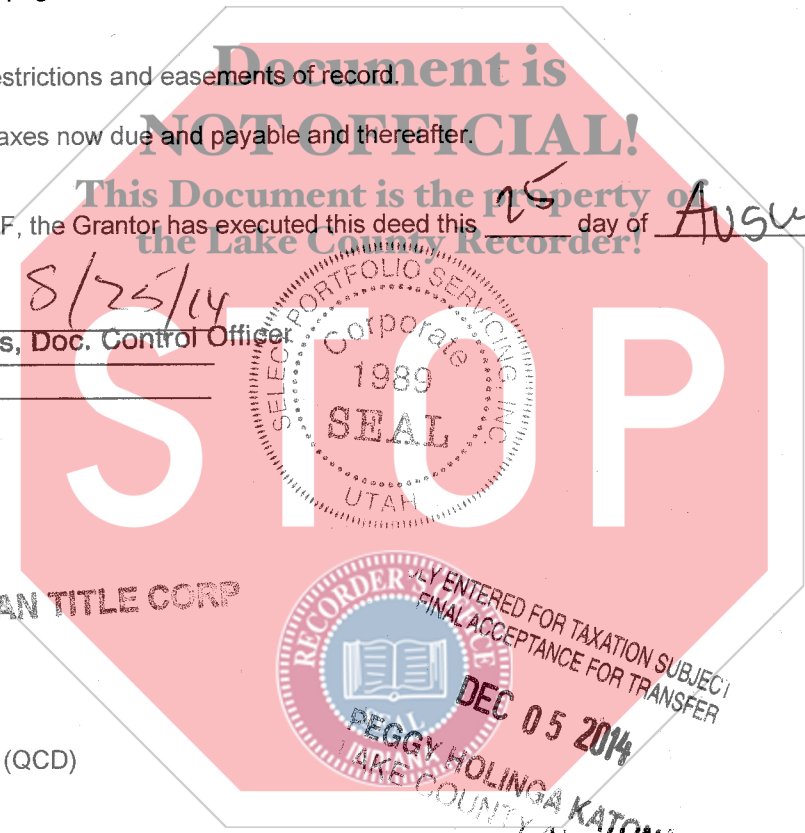 Document is
estrictions and easements of record.
NOT OFFICIAL!
axes now due and payable and thereafter.
This Document is the property of
F, the Grantor has executed this deed this 25 day of Augu
the Lake County Recorder!
8/25/14
s, Doc. Control Officer
SELECT PORTFOLIO SERVICING, INC.
Corporate
1989
SEAL
UTAH
STOP
AN TITLE CORP
RECORDER'S OFFICE
SEAL
INDIANA
LY ENTERED FOR TAXATION SUBJECT
FINAL ACCEPTANCE FOR TRANSFER
DEC 05 2014
PEGGY HOLINGA KATONA
LAKE COUNTY
(QCD)